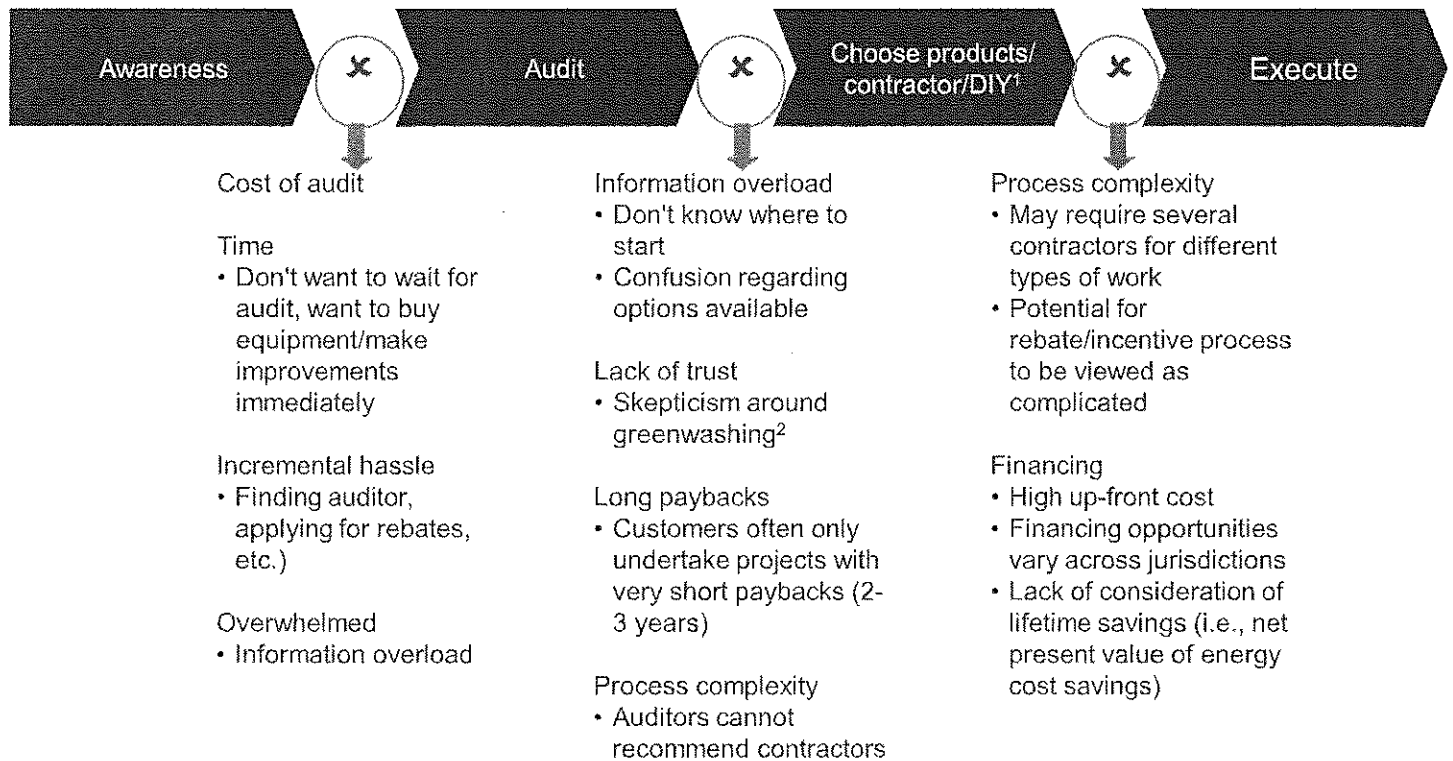 Awareness
Audit
Choose products/
contractor/DIY¹
Execute
Cost of audit
Time
• Don't want to wait for
audit, want to buy
equipment/make
improvements
immediately
Incremental hassle
• Finding auditor,
applying for rebates,
etc.)
Overwhelmed
• Information overload
Information overload
• Don't know where to
start
• Confusion regarding
options available
Lack of trust
• Skepticism around
greenwashing²
Long paybacks
• Customers often only
undertake projects with
very short paybacks (2-
3 years)
Process complexity
• Auditors cannot
recommend contractors
Process complexity
• May require several
contractors for different
types of work
• Potential for
rebate/incentive process
to be viewed as
complicated
Financing
• High up-front cost
• Financing opportunities
vary across jurisdictions
• Lack of consideration of
lifetime savings (i.e., net
present value of energy
cost savings)